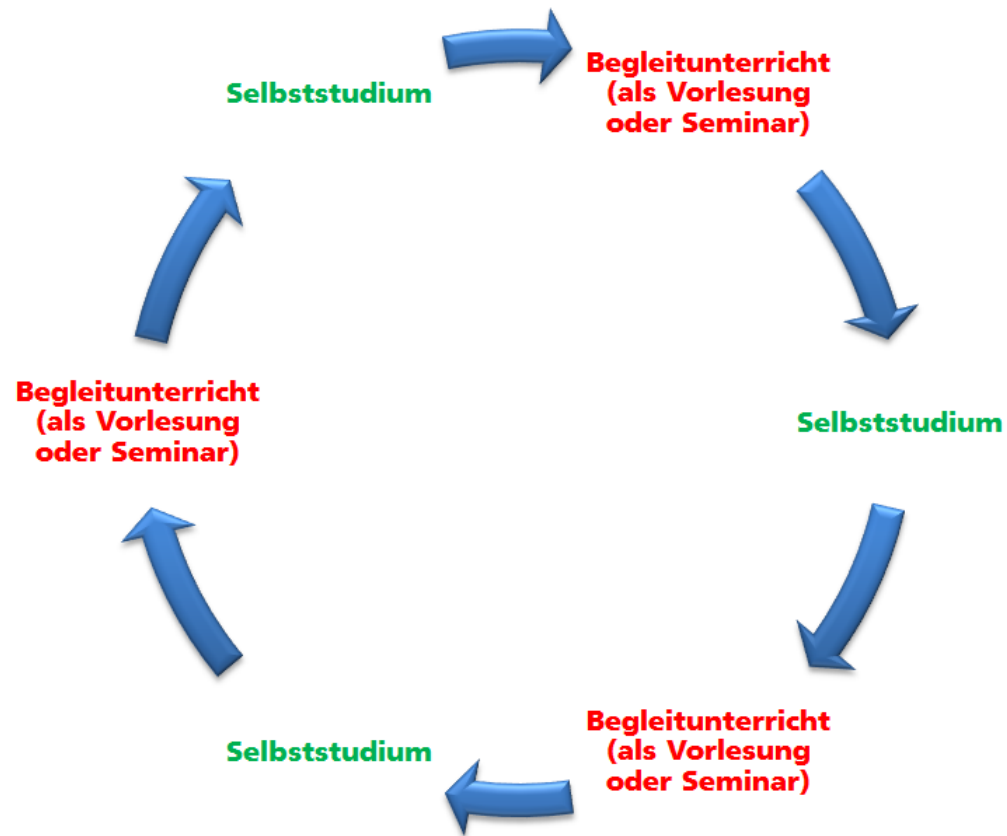 Selbststudium
Begleitunterricht
(als Vorlesung
oder Seminar)
Selbststudium
Begleitunterricht
(als Vorlesung
oder Seminar)
Selbststudium
Begleitunterricht
(als Vorlesung
oder Seminar)